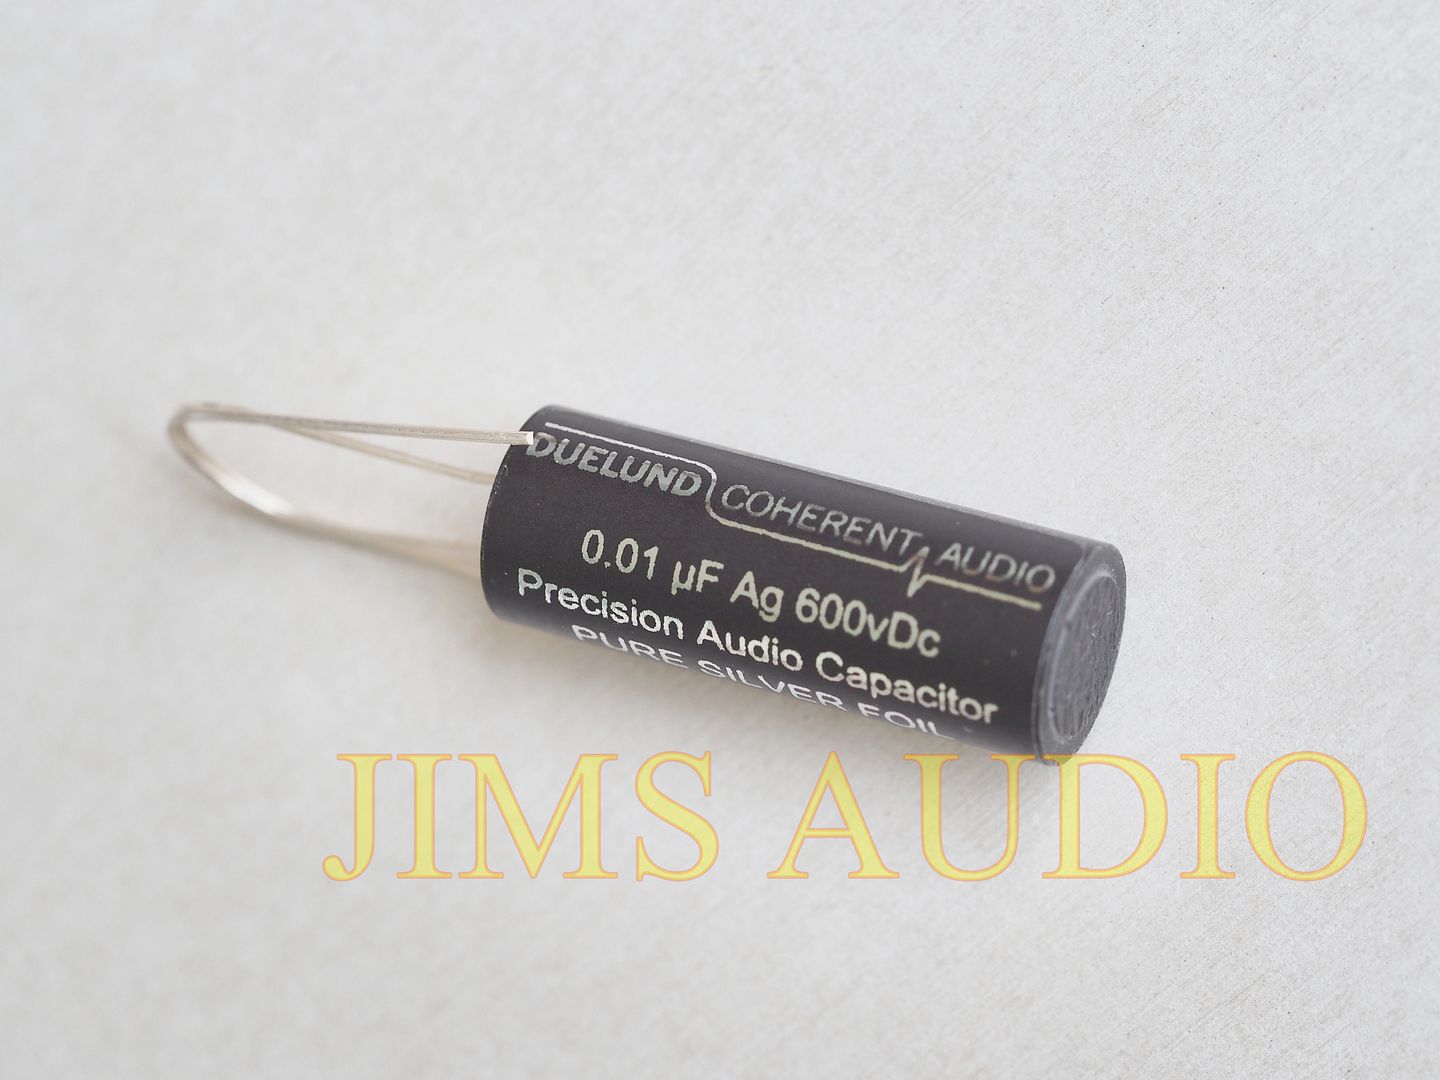 DUELUND COHERENT AUDIO
0.01 µF Ag 600vDc
Precision Audio Capacitor
PURE SILVER FOIL
JIMS AUDIO